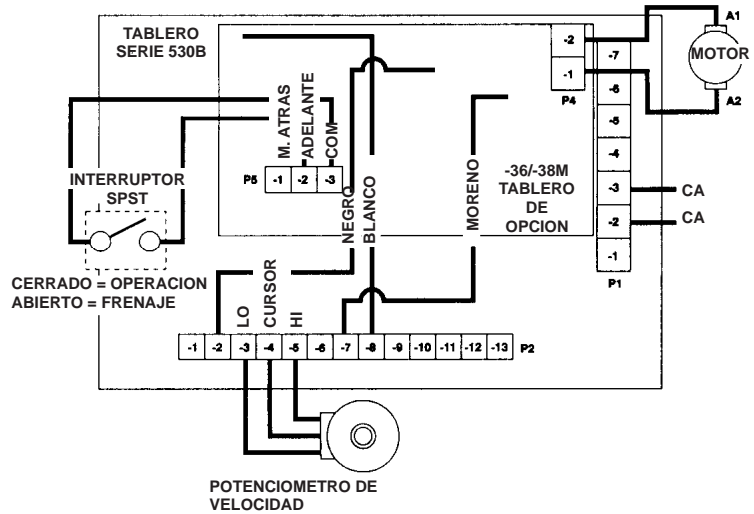 TABLERO
SERIE 530B
A1
MOTOR
A2
-2
-1
P4
-7
-6
-5
-4
-3
-2
-1
P1
CA
CA
M. ATRAS
ADELANTE
COM
P5
-1 -2 -3
-36/-38M
TABLERO
DE
OPCION
INTERRUPTOR
SPST
CERRADO = OPERACION
ABIERTO = FRENAJE
NEGRO
BLANCO
MORENO
LO
CURSOR
HI
-1 -2 -3 -4 -5 -6 -7 -8 -9 -10 -11 -12 -13
P2
POTENCIOMETRO DE
VELOCIDAD